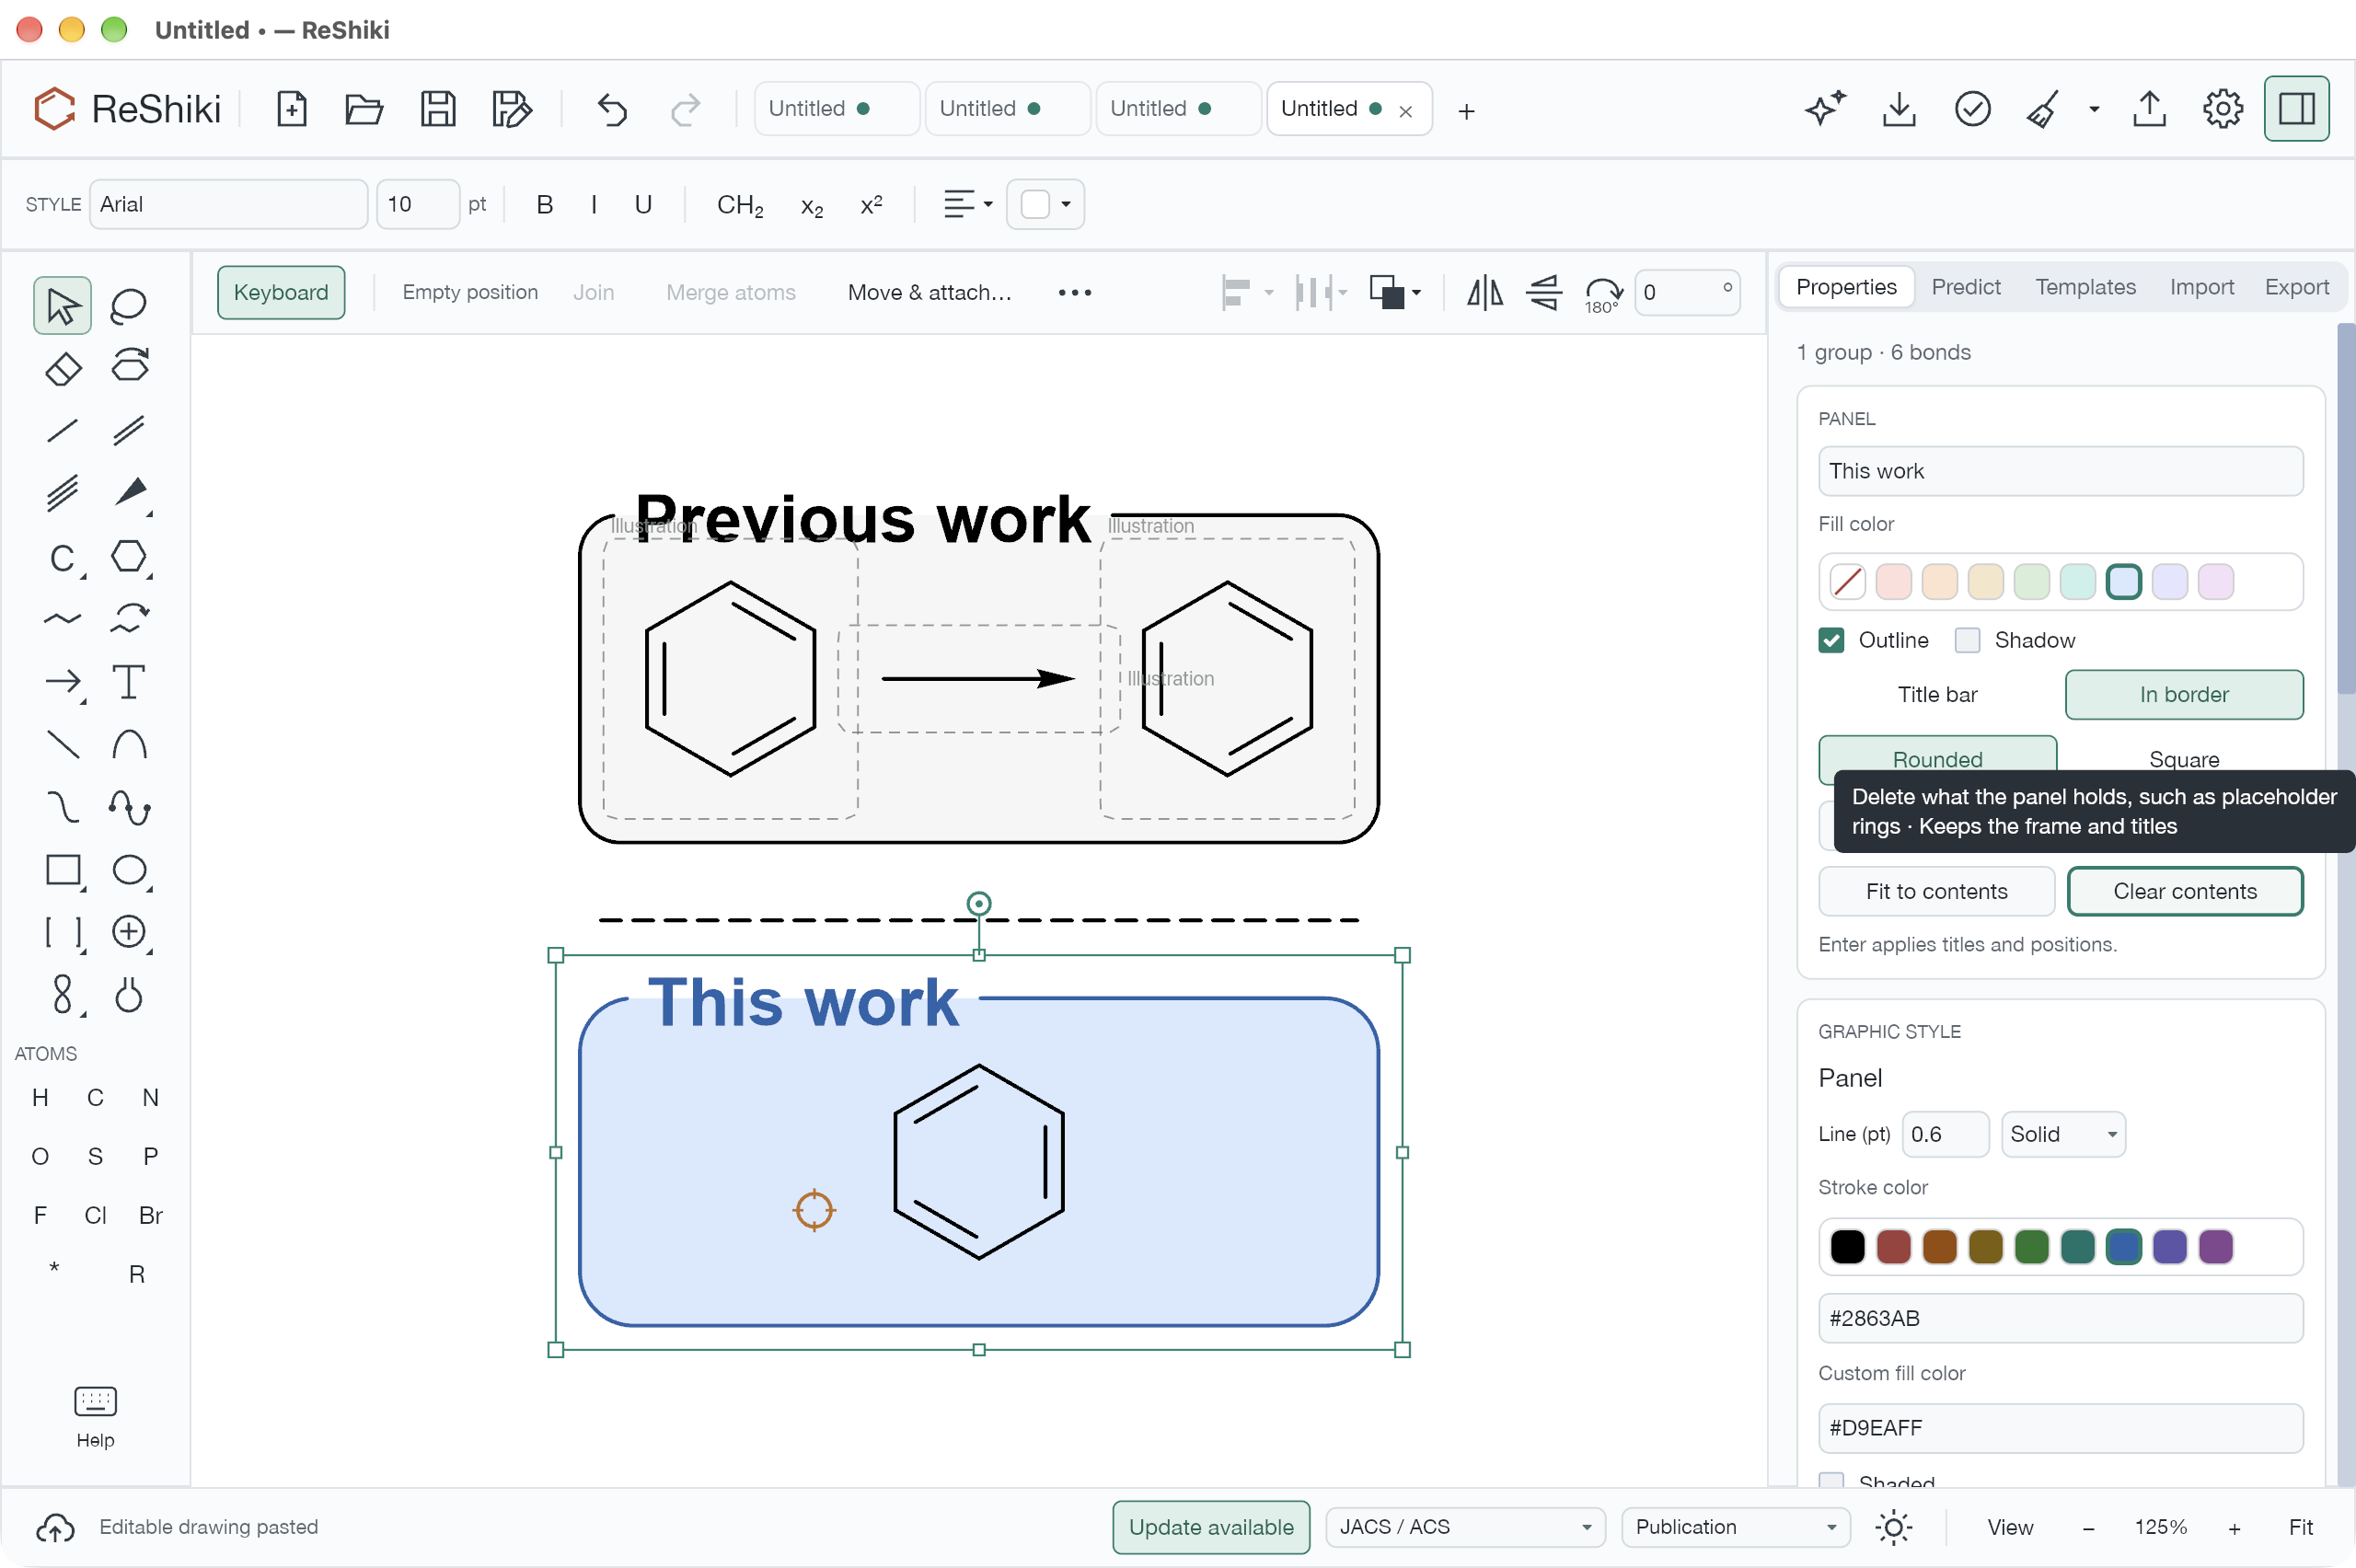 Untitled • — ReShiki
ReShiki
Untitled
Untitled
Untitled
Untitled
STYLE Arial 10 pt B I U CH₂ x₂ x²
Keyboard Empty position Join Merge atoms Move & attach... 180° 0 °
Properties Predict Templates Import Export
1 group · 6 bonds
PANEL
This work
Fill color
Outline Shadow
Title bar In border
Rounded Square
Delete what the panel holds, such as placeholder
rings · Keeps the frame and titles
Fit to contents Clear contents
Enter applies titles and positions.
GRAPHIC STYLE
Panel
Line (pt) 0.6 Solid
Stroke color
#2863AB
Custom fill color
#D9EAFF
Shaded
Previous work
Illustration
Illustration
Illustration
This work
C
T
ATOMS
H C N
O S P
F Cl Br
* R
Help
Editable drawing pasted
Update available JACS / ACS Publication View − 125% + Fit